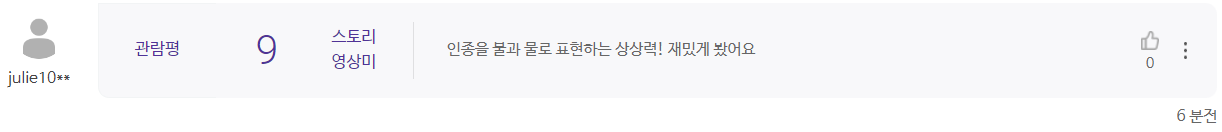 julie10**
관람평
9
스토리
영상미
인종을 불과 물로 표현하는 상상력! 재밌게 봤어요
0
6 분전